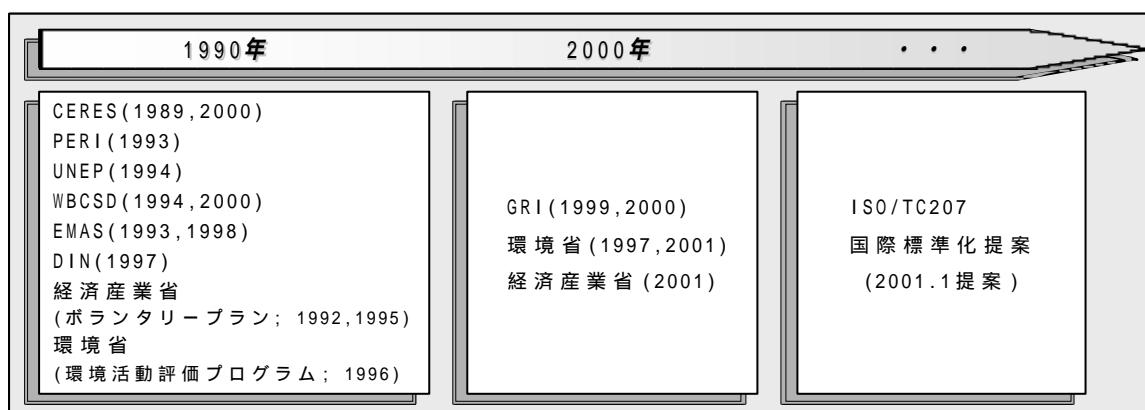 1990年 2000年 ・・・
CERES(1989,2000)
PERI(1993)
UNEP(1994)
WBCSD(1994,2000)
EMAS(1993,1998)
DIN(1997)
経済産業省
(ボランタリープラン; 1992,1995)
環境省
(環境活動評価プログラム; 1996)
GRI(1999,2000)
環境省(1997,2001)
経済産業省(2001)
ISO/TC207
国際標準化提案
(2001.1提案)